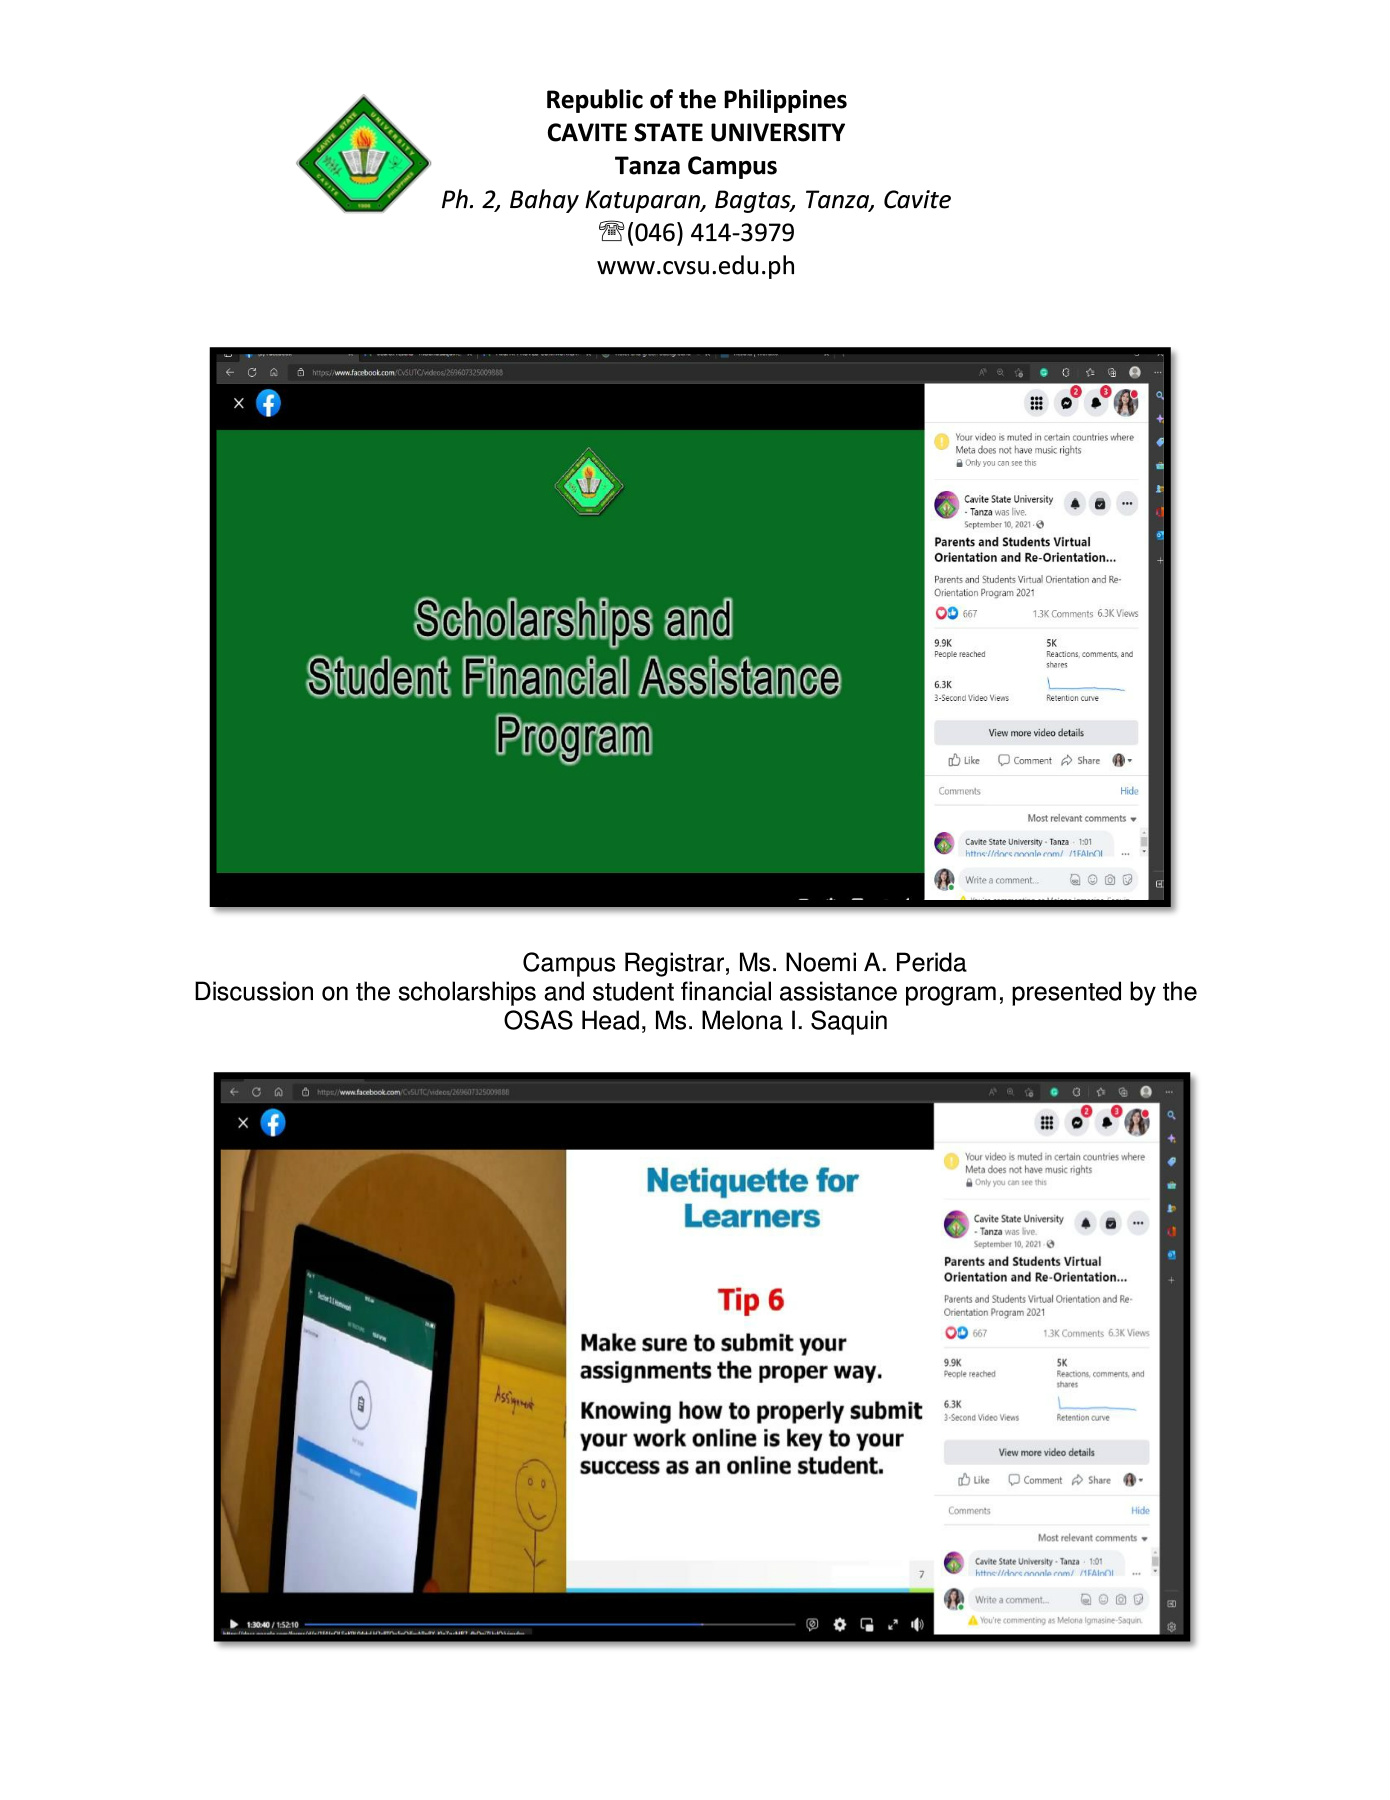 Republic of the Philippines
CAVITE STATE UNIVERSITY
Tanza Campus
Ph. 2, Bahay Katuparan, Bagtas, Tanza, Cavite
☏(046) 414-3979
www.cvsu.edu.ph
https://www.facebook.com/CvSUTC/videos/269607325009888
2
3
Your video is muted in certain countries where
Meta does not have music rights
Only you can see this
Cavite State University
- Tanza was live.
September 10, 2021 ·
Parents and Students Virtual
Orientation and Re-Orientation...
Parents and Students Virtual Orientation and Re-
Orientation Program 2021
667 1.3K Comments 6.3K Views
9.9K 5K
People reached Reactions, comments, and
shares
6.3K
3-Second Video Views Retention curve
View more video details
Like Comment Share
Comments Hide
Most relevant comments
Cavite State University - Tanza · 1:01
https://docs.google.com/.../1FAIpQL
Write a comment...
Scholarships and
Student Financial Assistance
Program
Campus Registrar, Ms. Noemi A. Perida
Discussion on the scholarships and student financial assistance program, presented by the
OSAS Head, Ms. Melona I. Saquin
https://www.facebook.com/CvSUTC/videos/269607325009888
Netiquette for
Learners
Tip 6
Make sure to submit your
assignments the proper way.
Knowing how to properly submit
your work online is key to your
success as an online student.
7
Assignment
1:30:40 / 1:52:10
2
3
Your video is muted in certain countries where
Meta does not have music rights
Only you can see this
Cavite State University
- Tanza was live.
September 10, 2021 ·
Parents and Students Virtual
Orientation and Re-Orientation...
Parents and Students Virtual Orientation and Re-
Orientation Program 2021
667 1.3K Comments 6.3K Views
9.9K 5K
People reached Reactions, comments, and
shares
6.3K
3-Second Video Views Retention curve
View more video details
Like Comment Share
Comments Hide
Most relevant comments
Cavite State University - Tanza · 1:01
https://docs.google.com/.../1FAIpQL
Write a comment...
You're commenting as Melona Igmasine-Saquin.